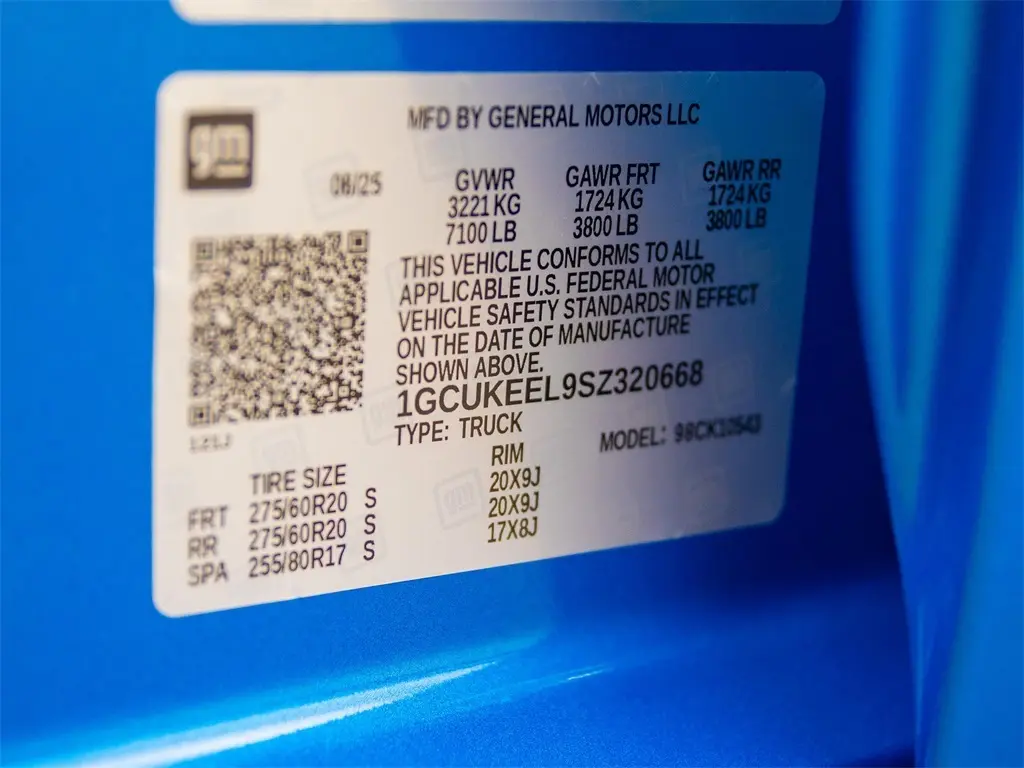 gm
MFD BY GENERAL MOTORS LLC
08/25
GVWR GAWR FRT GAWR RR
3221 KG 1724 KG 1724 KG
7100 LB 3800 LB 3800 LB
THIS VEHICLE CONFORMS TO ALL
APPLICABLE U.S. FEDERAL MOTOR
VEHICLE SAFETY STANDARDS IN EFFECT
ON THE DATE OF MANUFACTURE
SHOWN ABOVE.
1GCUKEEL9SZ320668
121J
TYPE: TRUCK
MODEL: 98CK10543
TIRE SIZE RIM
FRT 275/60R20 S 20X9J
RR 275/60R20 S 20X9J
SPA 255/80R17 S 17X8J